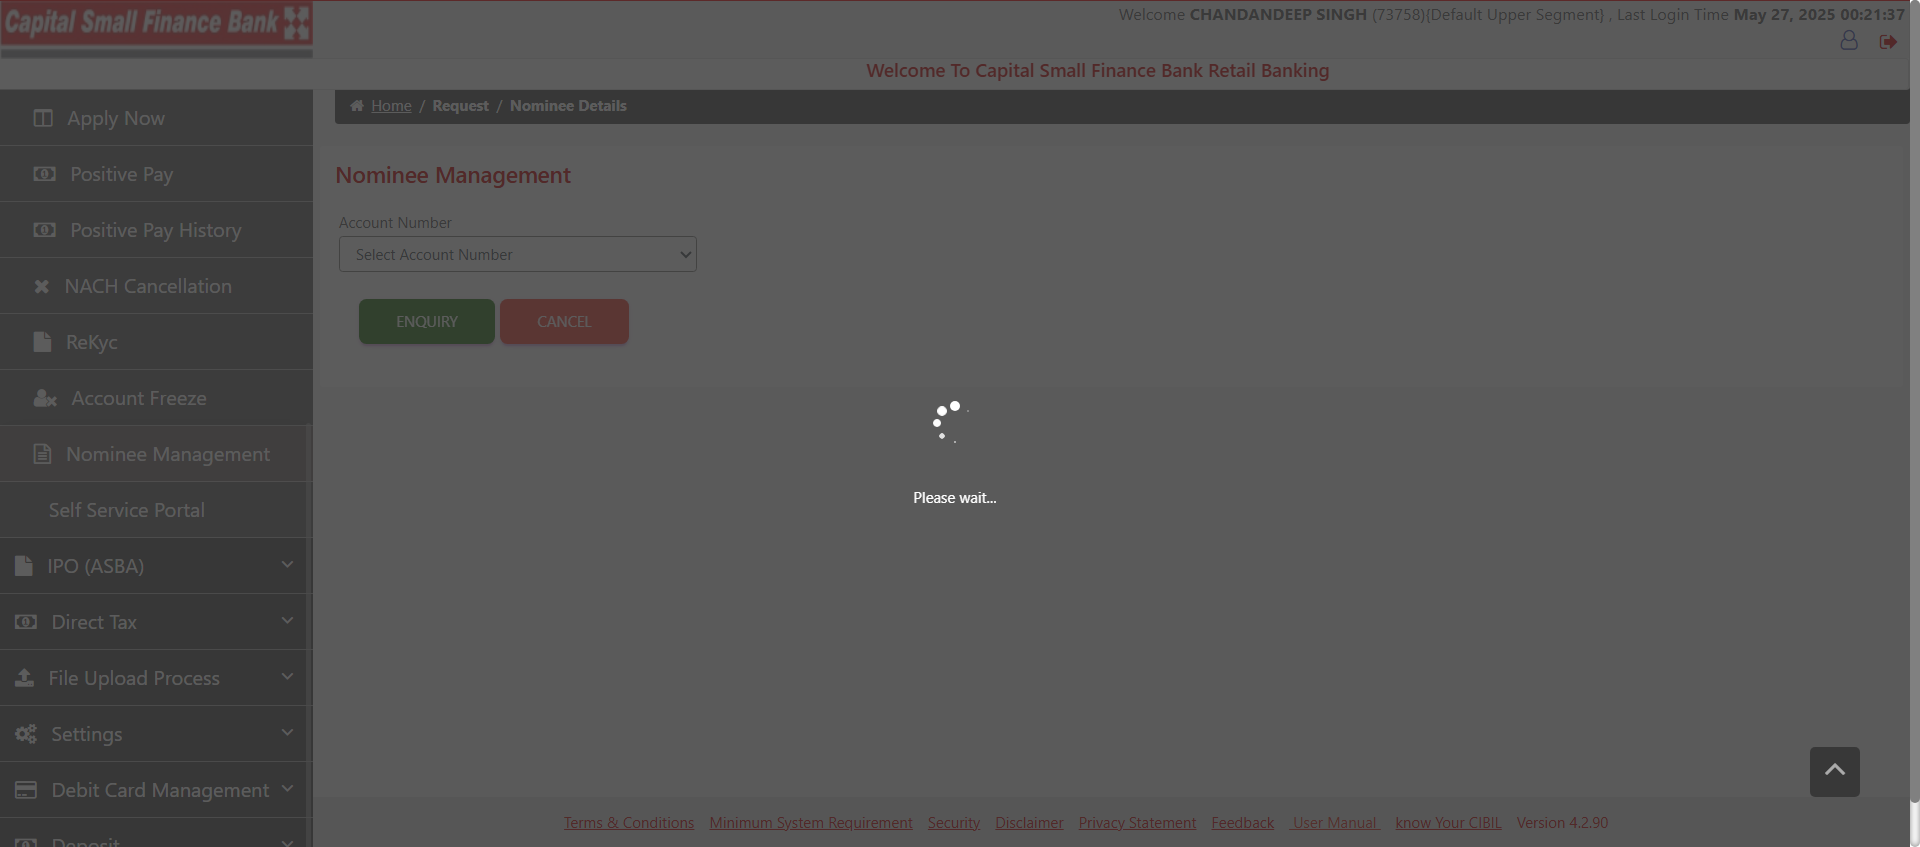 Capital Small Finance Bank
Welcome CHANDANDEEP SINGH (73758){Default Upper Segment} , Last Login Time May 27, 2025 00:21:37
Welcome To Capital Small Finance Bank Retail Banking
Home / Request / Nominee Details
Apply Now
Positive Pay
Positive Pay History
NACH Cancellation
ReKyc
Account Freeze
Nominee Management
Self Service Portal
IPO (ASBA)
Direct Tax
File Upload Process
Settings
Debit Card Management
Deposit
Nominee Management
Account Number
Select Account Number
ENQUIRY CANCEL
Please wait...
Terms & Conditions Minimum System Requirement Security Disclaimer Privacy Statement Feedback User Manual know Your CIBIL Version 4.2.90